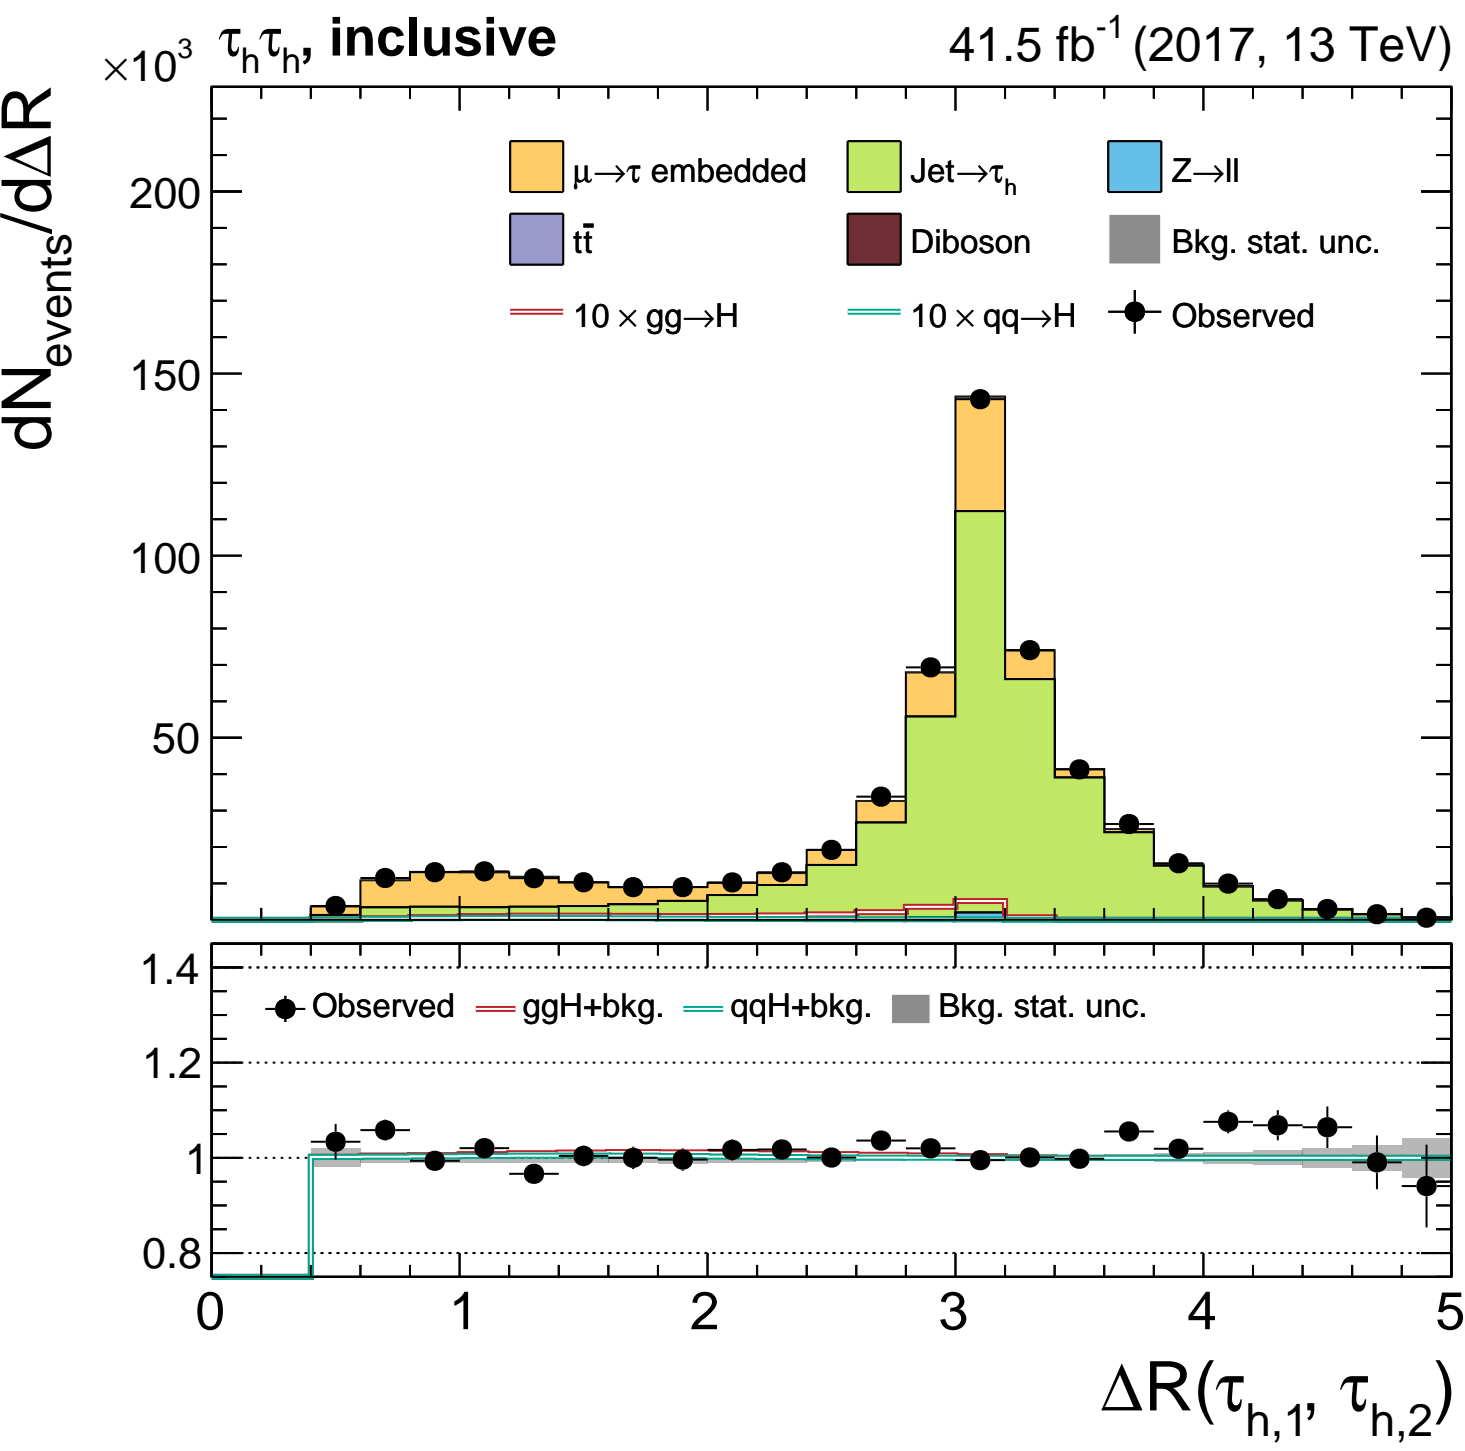 ×10³ τhτh, inclusive 41.5 fb⁻¹ (2017, 13 TeV)
dNevents/dΔR
μ→τ embedded Jet→τh Z→ll
tt̄ Diboson Bkg. stat. unc.
10 × gg→H 10 × qq→H Observed
200
150
100
50
1.4
Observed ggH+bkg. qqH+bkg. Bkg. stat. unc.
1.2
1
0.8
0 1 2 3 4 5
ΔR(τh,1, τh,2)